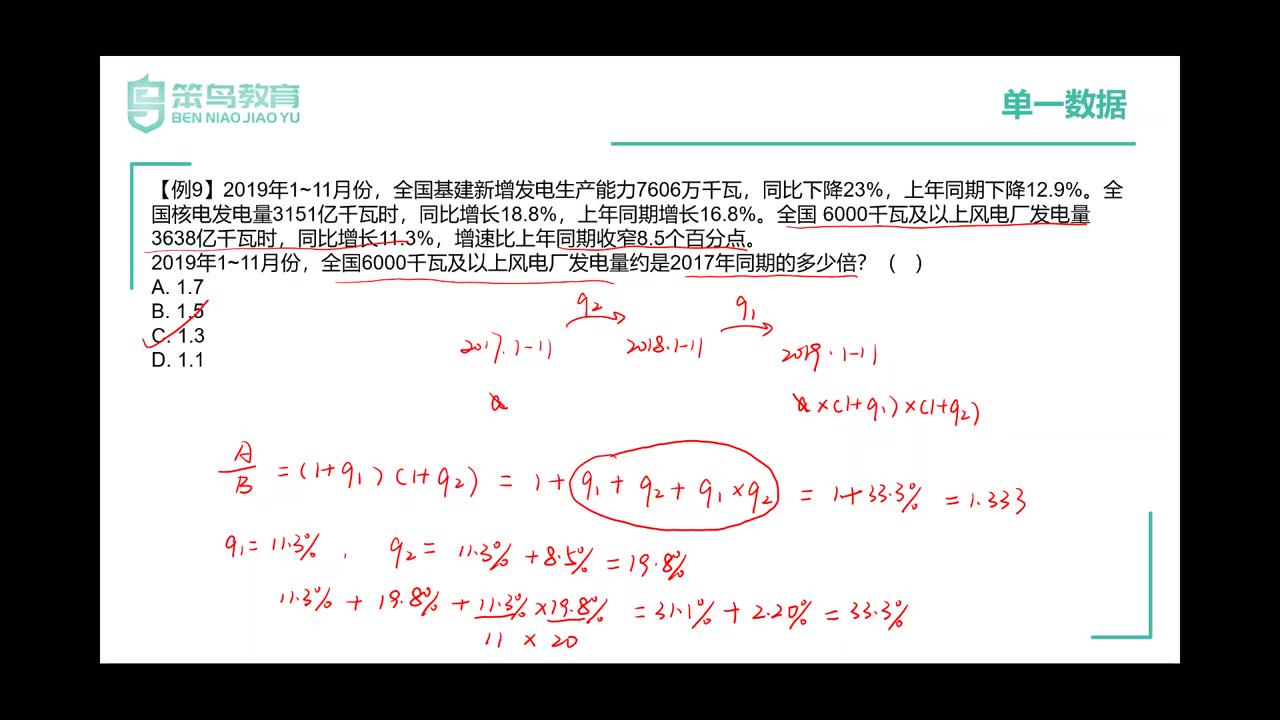 笨鸟教育
BEN NIAO JIAO YU
单一数据
【例9】2019年1~11月份，全国基建新增发电生产能力7606万千瓦，同比下降23%，上年同期下降12.9%。全
国核电发电量3151亿千瓦时，同比增长18.8%，上年同期增长16.8%。全国 6000千瓦及以上风电厂发电量
3638亿千瓦时，同比增长11.3%，增速比上年同期收窄8.5个百分点。
2019年1~11月份，全国6000千瓦及以上风电厂发电量约是2017年同期的多少倍？（ ）
A. 1.7
B. 1.5
C. 1.3
D. 1.1
q₂ q₁
2017.1-11 2018.1-11 2019.1-11
a a×(1+q₁)×(1+q₂)
A/B = (1+q₁)(1+q₂) = 1+q₁+q₂+q₁×q₂ = 1+33.3% = 1.333
q₁= 11.3% , q₂ = 11.3% + 8.5% = 19.8%
11.3% + 19.8% + 11.3% × 19.8% = 31.1% + 2.20% = 33.3%
11 × 20